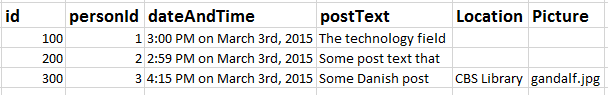 id personId dateAndTime postText Location Picture
100 1 3:00 PM on March 3rd, 2015 The technology field
200 2 2:59 PM on March 3rd, 2015 Some post text that
300 3 4:15 PM on March 3rd, 2015 Some Danish post CBS Library gandalf.jpg